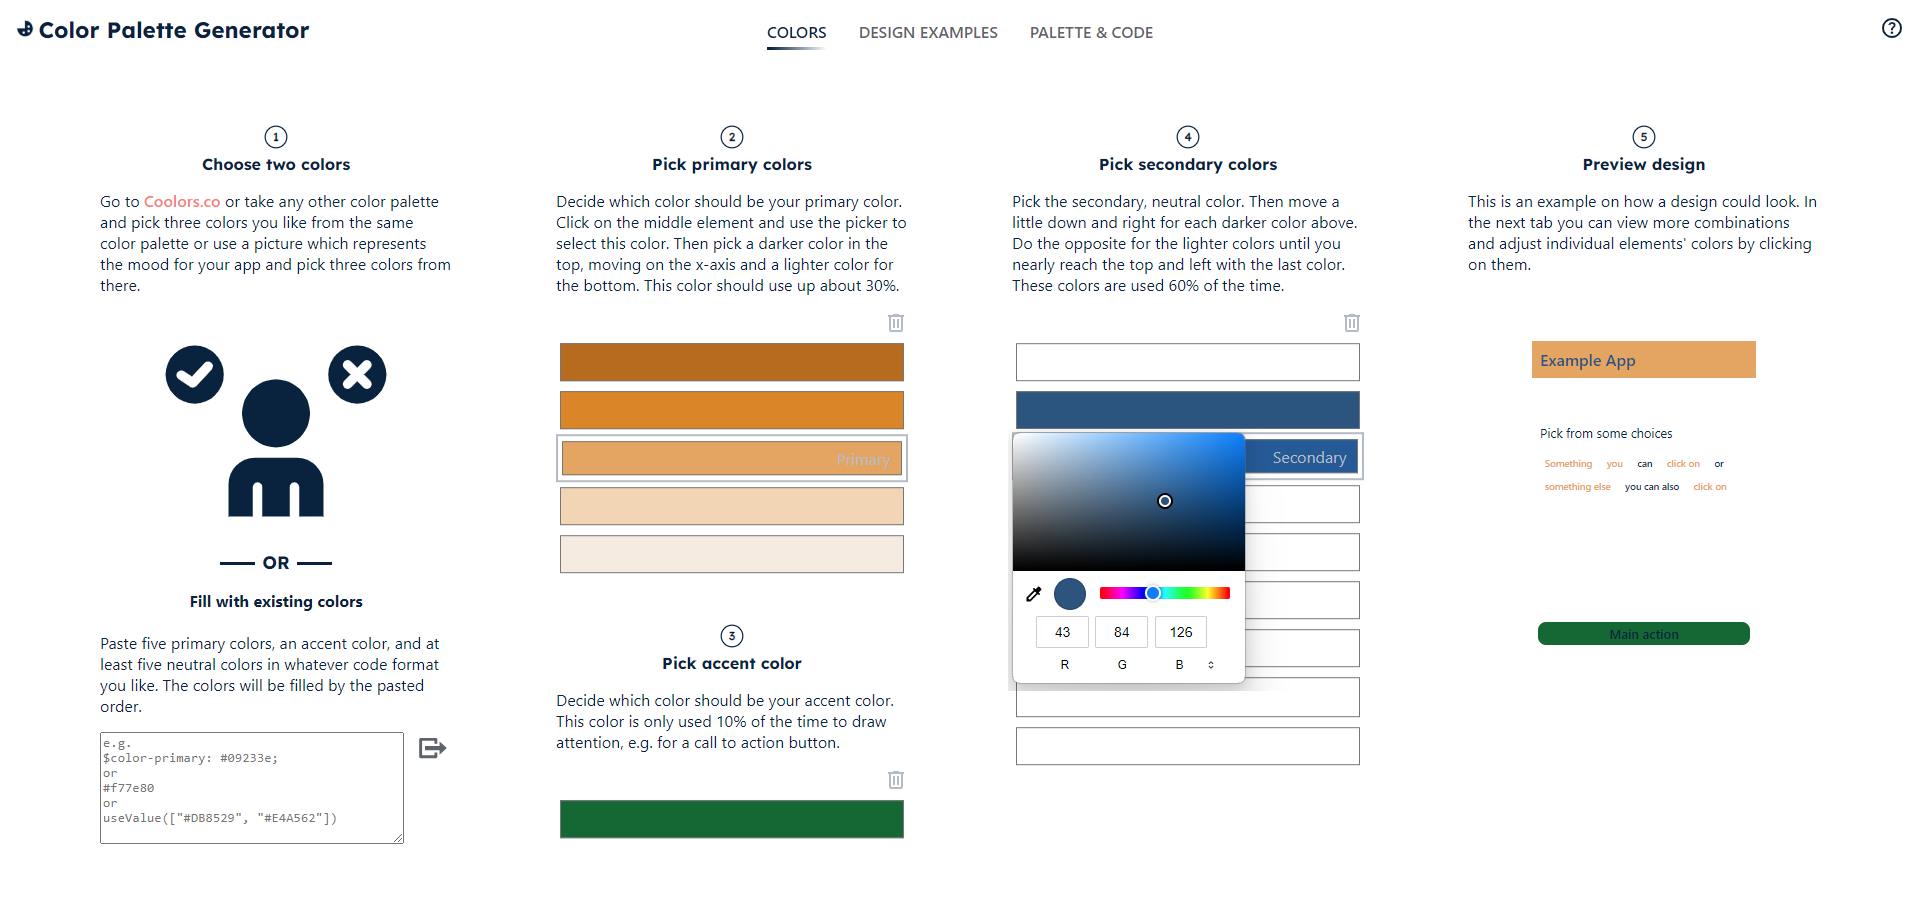 Color Palette Generator
COLORS
DESIGN EXAMPLES
PALETTE & CODE
?
1
Choose two colors
Go to Coolors.co or take any other color palette
and pick three colors you like from the same
color palette or use a picture which represents
the mood for your app and pick three colors from
there.
OR
Fill with existing colors
Paste five primary colors, an accent color, and at
least five neutral colors in whatever code format
you like. The colors will be filled by the pasted
order.
e.g.
$color-primary: #09233e;
or
#f77e80
or
useValue(["#DB8529", "#E4A562"])
2
Pick primary colors
Decide which color should be your primary color.
Click on the middle element and use the picker to
select this color. Then pick a darker color in the
top, moving on the x-axis and a lighter color for
the bottom. This color should use up about 30%.
Primary
3
Pick accent color
Decide which color should be your accent color.
This color is only used 10% of the time to draw
attention, e.g. for a call to action button.
4
Pick secondary colors
Pick the secondary, neutral color. Then move a
little down and right for each darker color above.
Do the opposite for the lighter colors until you
nearly reach the top and left with the last color.
These colors are used 60% of the time.
Secondary
43 84 126
R G B
5
Preview design
This is an example on how a design could look. In
the next tab you can view more combinations
and adjust individual elements' colors by clicking
on them.
Example App
Pick from some choices
Something you can click on or
something else you can also click on
Main action